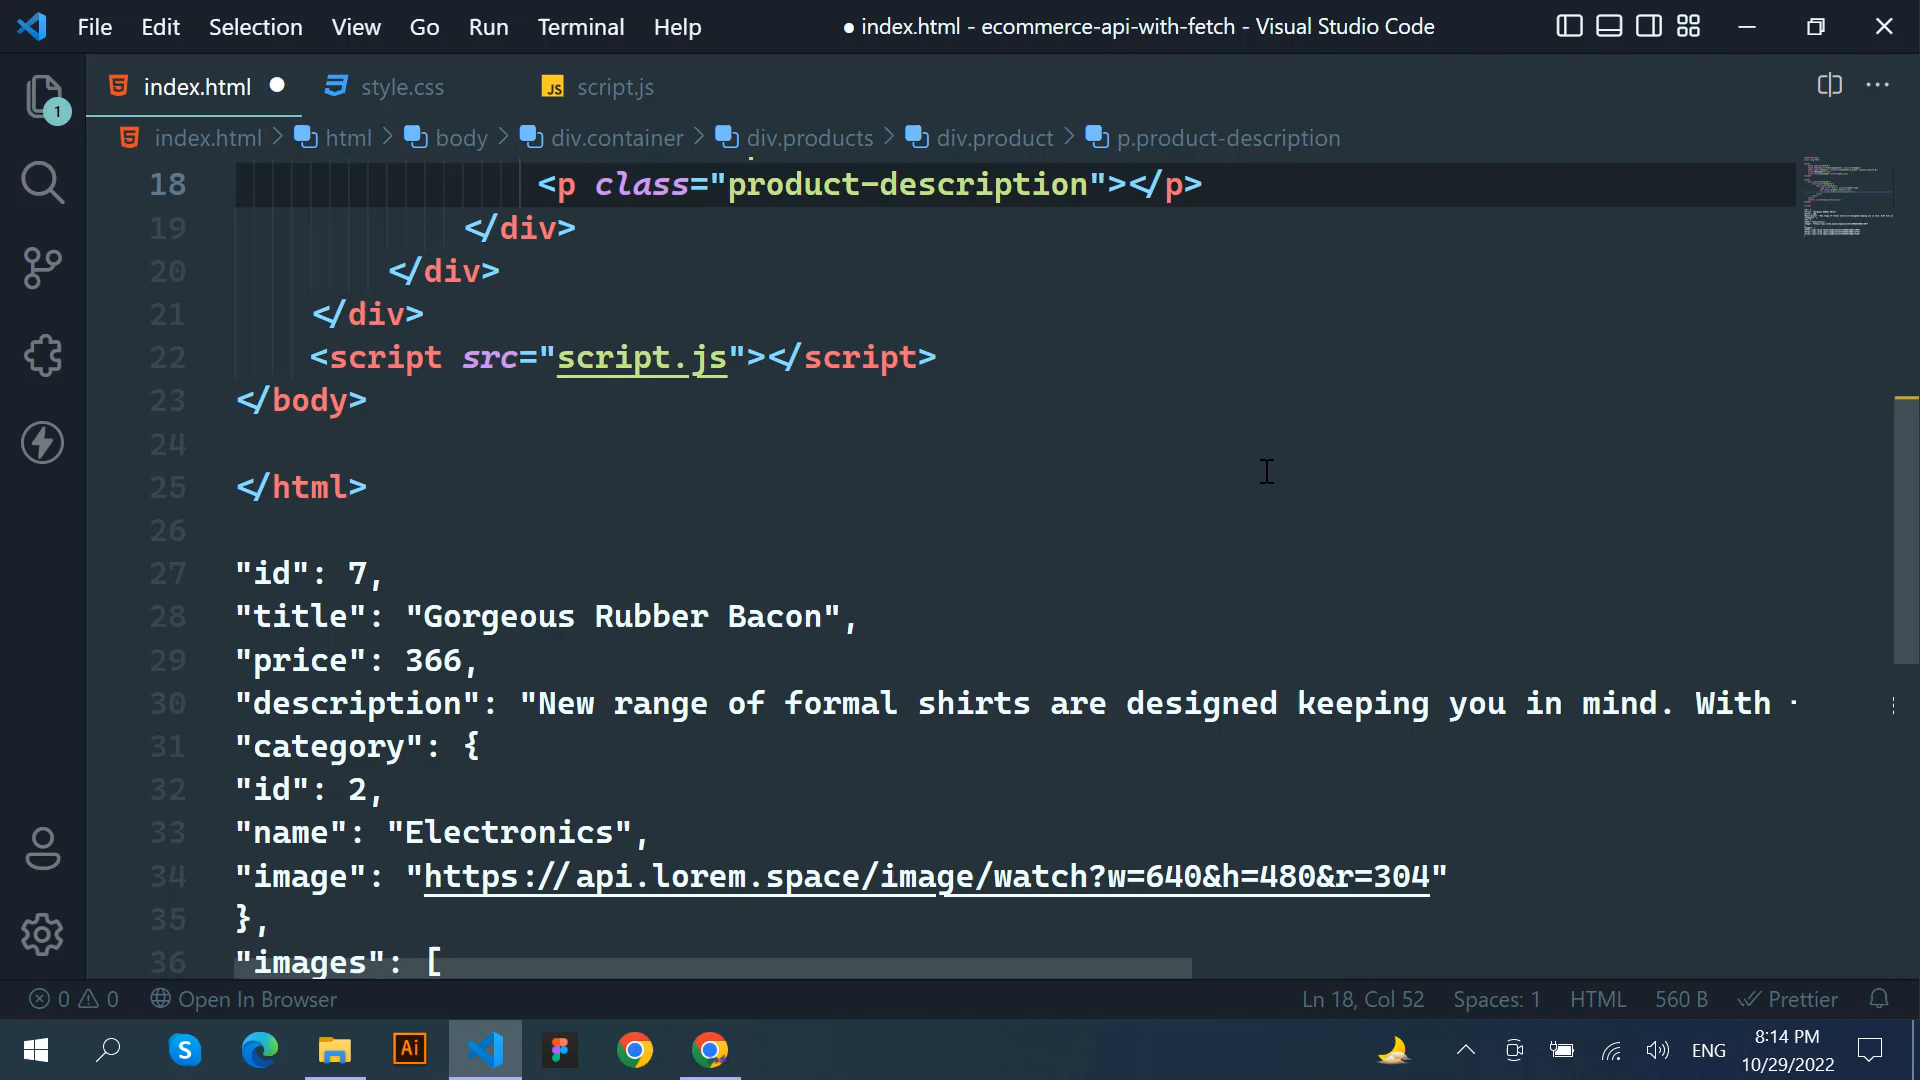 File Edit Selection View Go Run Terminal Help ● index.html - ecommerce-api-with-fetch - Visual Studio Code
index.html style.css JS script.js
index.html > html > body > div.container > div.products > div.product > p.product-description
18 <p class="product-description"></p>
19 </div>
20 </div>
21 </div>
22 <script src="script.js"></script>
23 </body>
24
25 </html>
26
27 "id": 7,
28 "title": "Gorgeous Rubber Bacon",
29 "price": 366,
30 "description": "New range of formal shirts are designed keeping you in mind. With
31 "category": {
32 "id": 2,
33 "name": "Electronics",
34 "image": "https://api.lorem.space/image/watch?w=640&h=480&r=304"
35 },
36 "images": [
1
0 0 Open In Browser Ln 18, Col 52 Spaces: 1 HTML 560 B Prettier
S Ai ENG 8:14 PM
10/29/2022